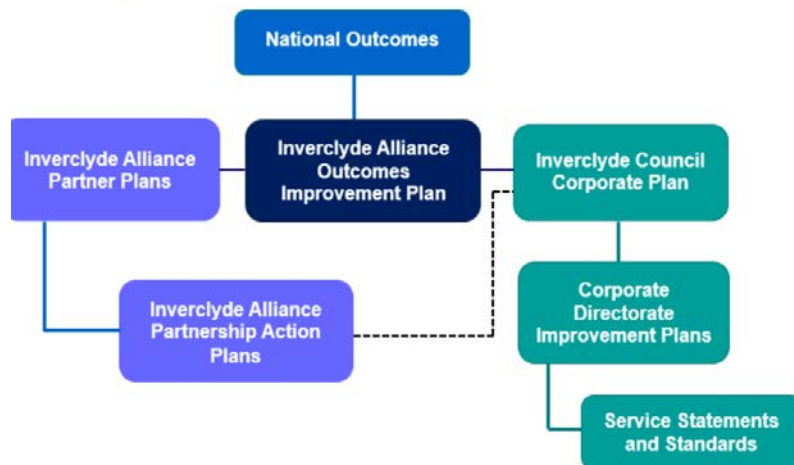 National Outcomes
Inverclyde Alliance
Partner Plans
Inverclyde Alliance
Outcomes
Improvement Plan
Inverclyde Council
Corporate Plan
Inverclyde Alliance
Partnership Action
Plans
Corporate
Directorate
Improvement Plans
Service Statements
and Standards